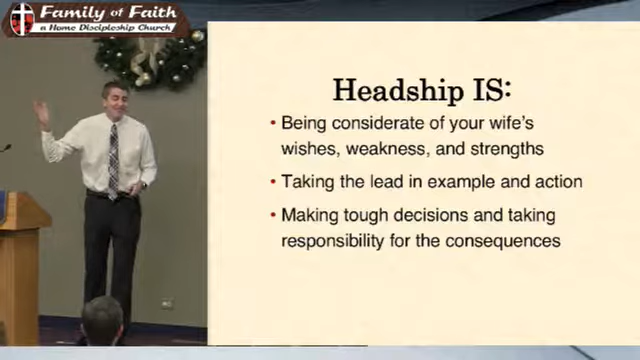 Family of Faith
a Home Discipleship Church
Headship IS:
• Being considerate of your wife's
wishes, weakness, and strengths
• Taking the lead in example and action
• Making tough decisions and taking
responsibility for the consequences